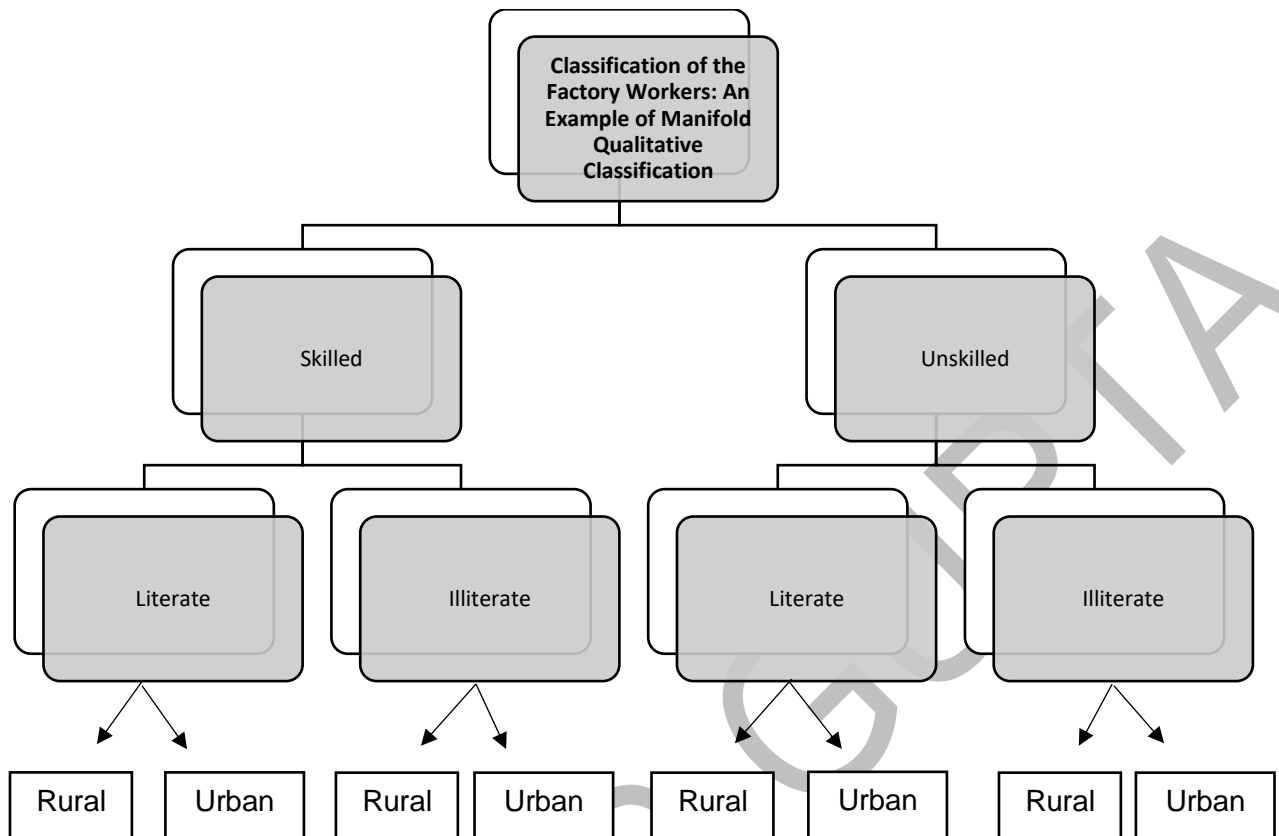 Classification of the
Factory Workers: An
Example of Manifold
Qualitative
Classification
Skilled
Unskilled
Literate
Illiterate
Literate
Illiterate
Rural
Urban
Rural
Urban
Rural
Urban
Rural
Urban
GUPTA